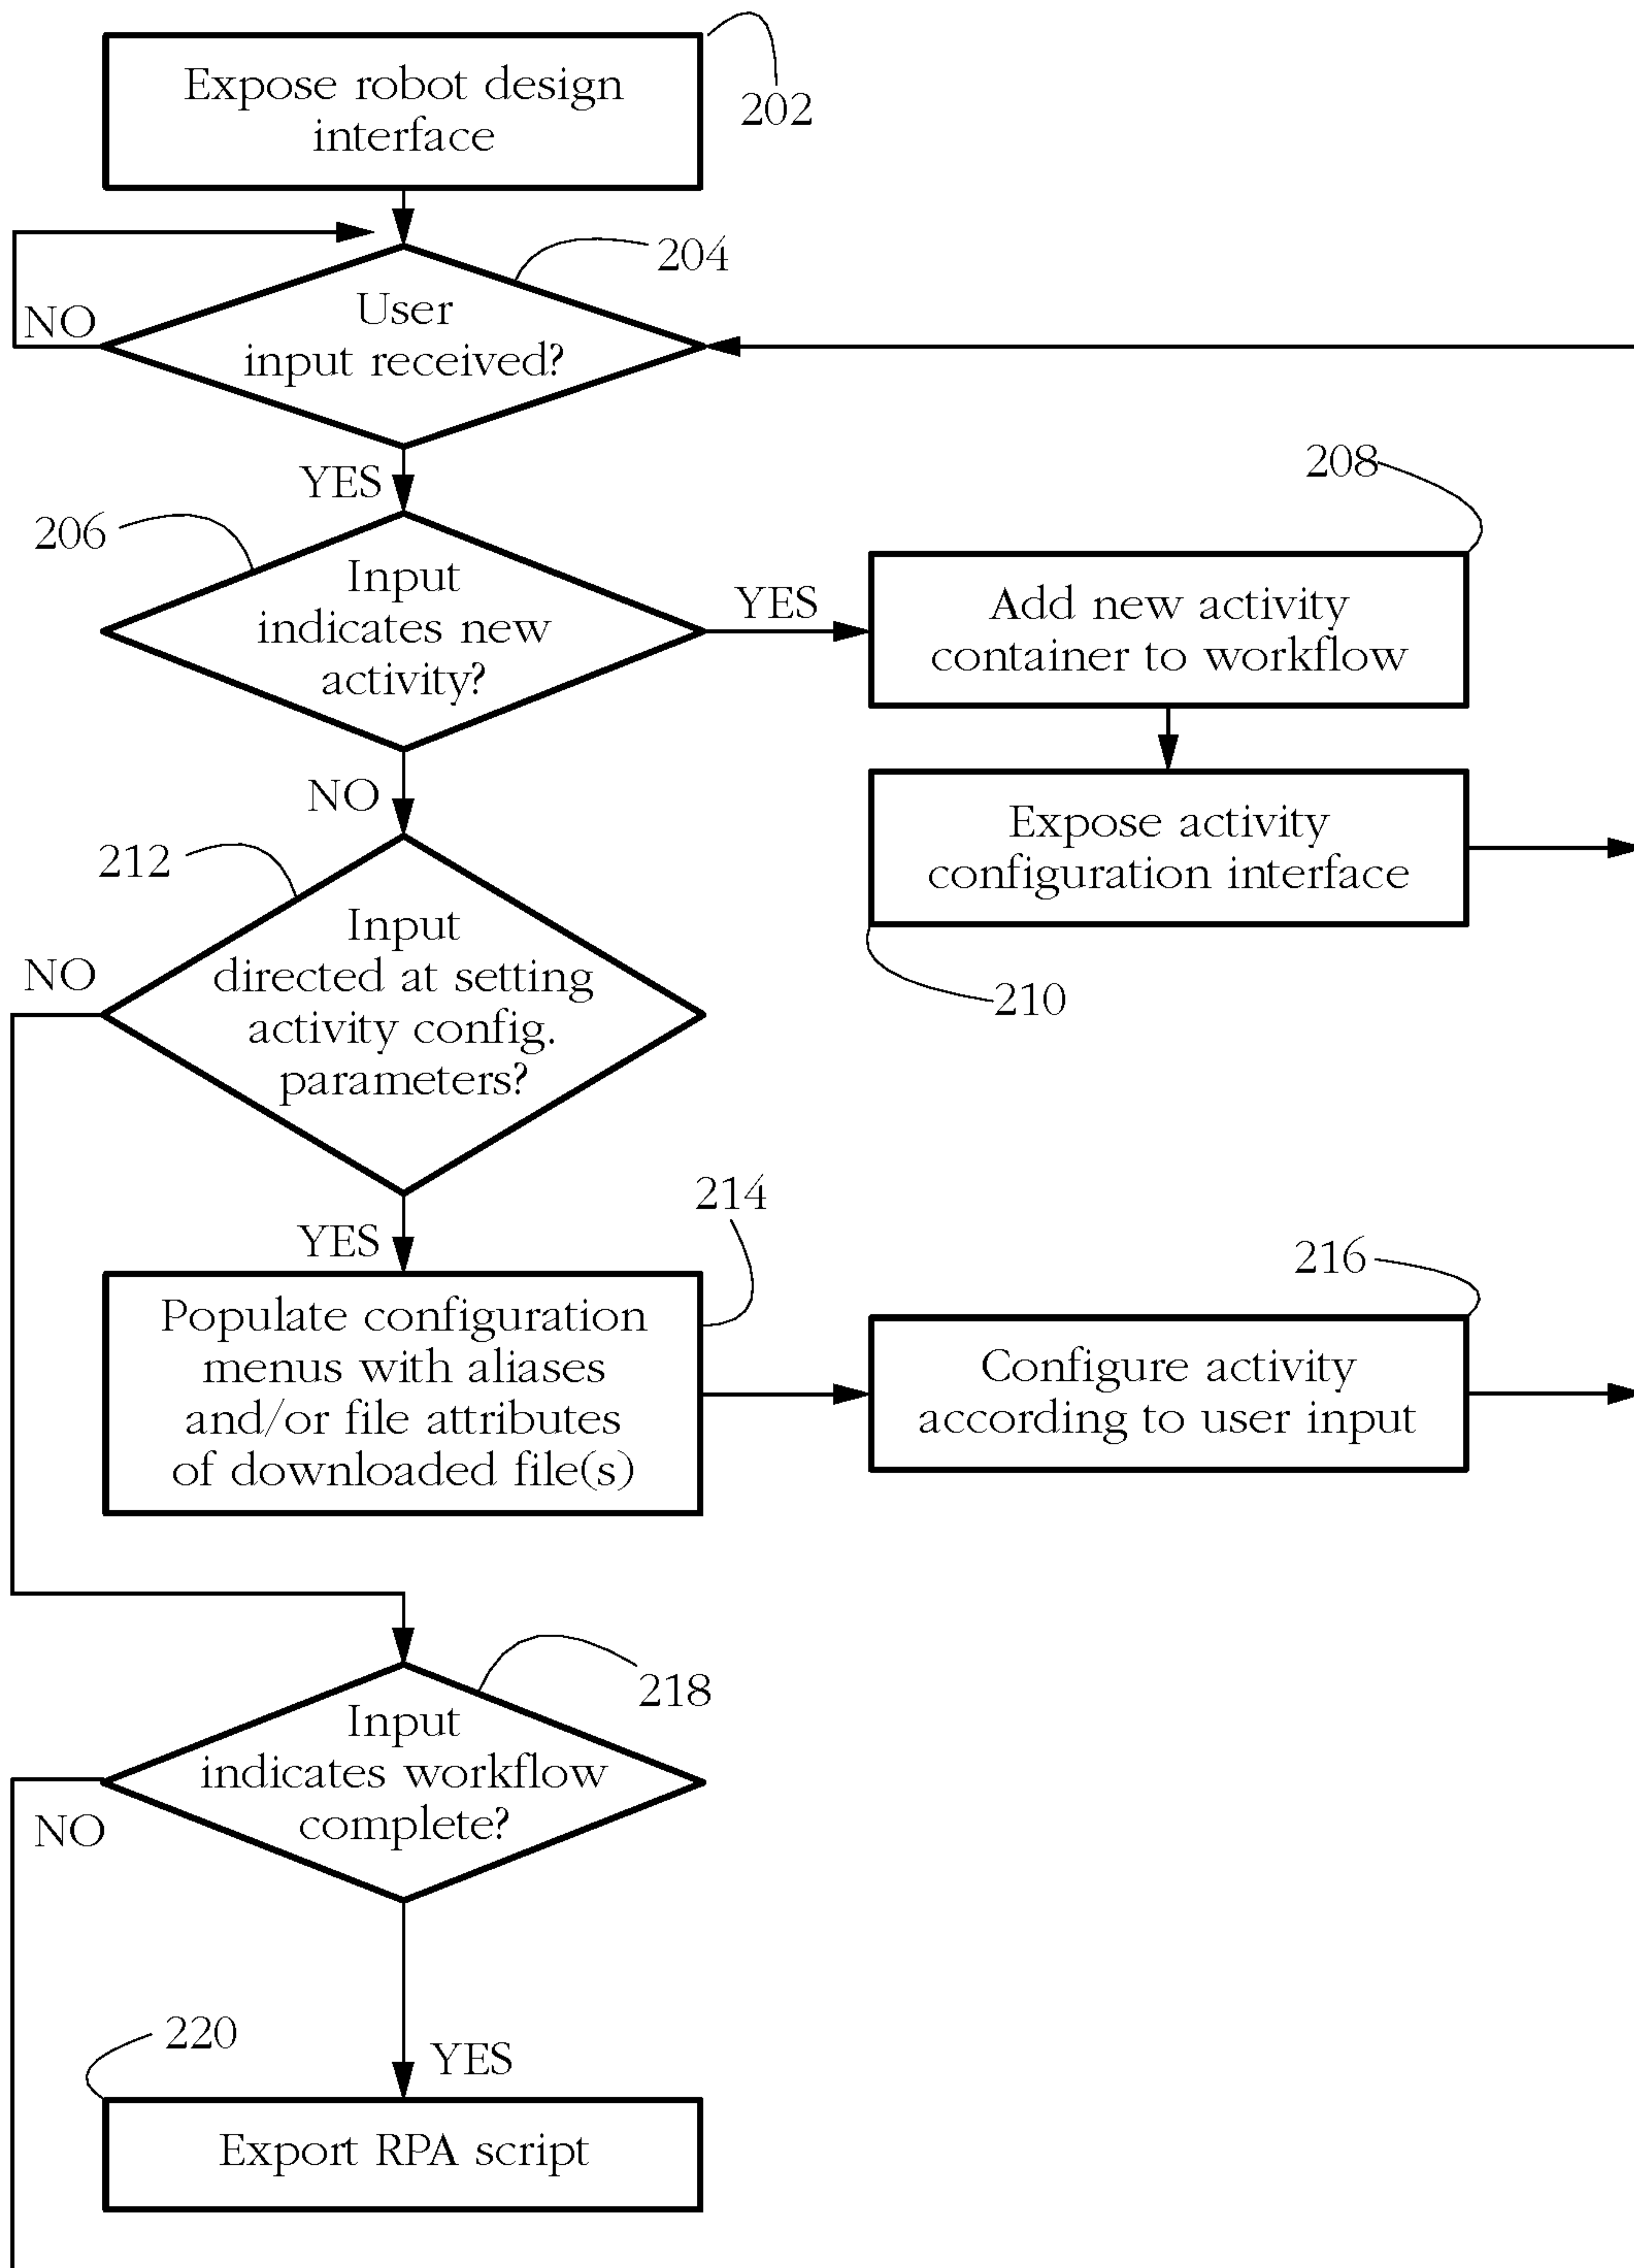 Expose robot design
interface
202
204
User
input received?
NO
YES
206
Input
indicates new
activity?
YES
208
Add new activity
container to workflow
NO
Expose activity
configuration interface
210
212
Input
directed at setting
activity config.
parameters?
NO
YES
214
Populate configuration
menus with aliases
and/or file attributes
of downloaded file(s)
216
Configure activity
according to user input
218
Input
indicates workflow
complete?
NO
YES
220
Export RPA script